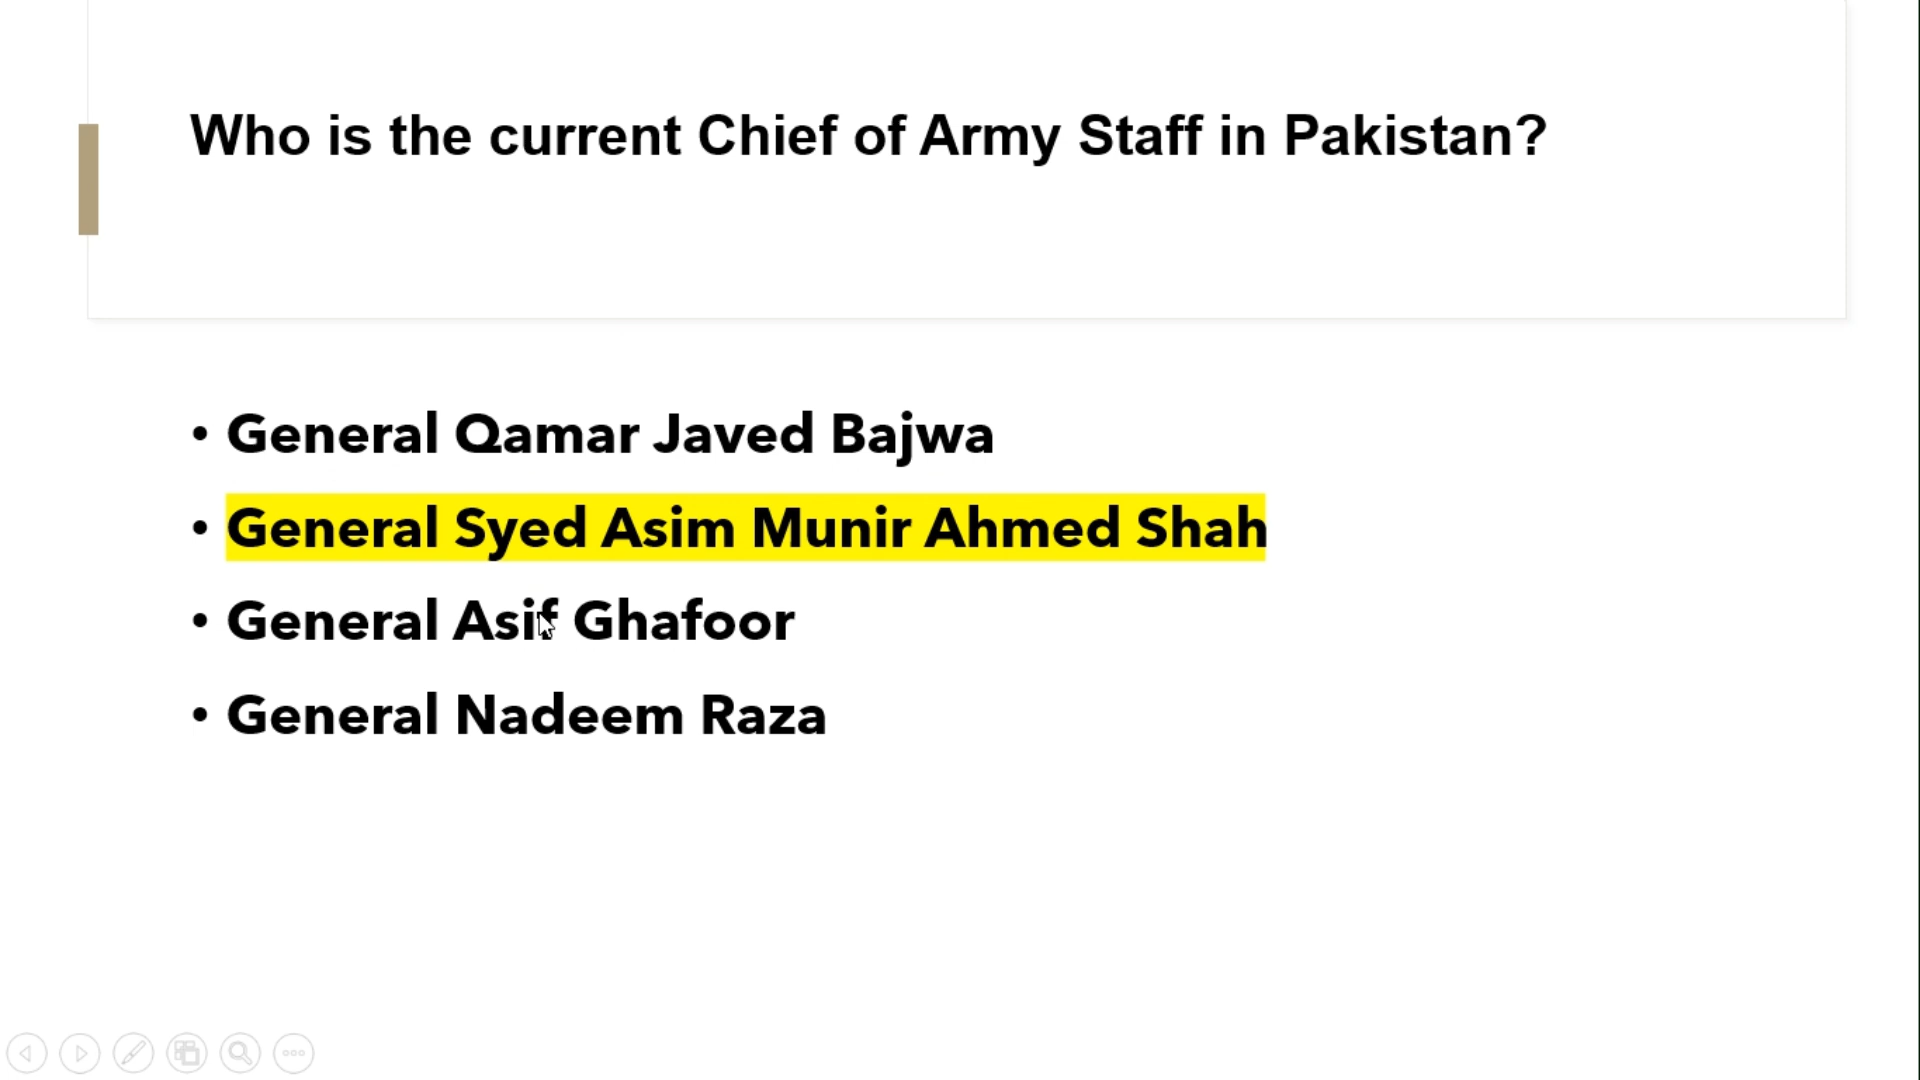 Who is the current Chief of Army Staff in Pakistan?
• General Qamar Javed Bajwa
• General Syed Asim Munir Ahmed Shah
• General Asif Ghafoor
• General Nadeem Raza